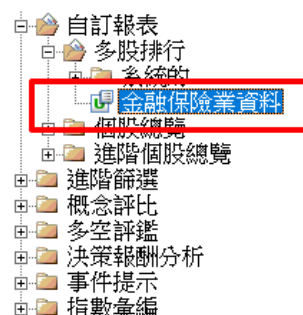 自訂報表
多股排行
系統的
金融保險業資料
個股總覽
進階個股總覽
進階篩選
概念評比
多空評鑑
決策報酬分析
事件提示
指數彙編